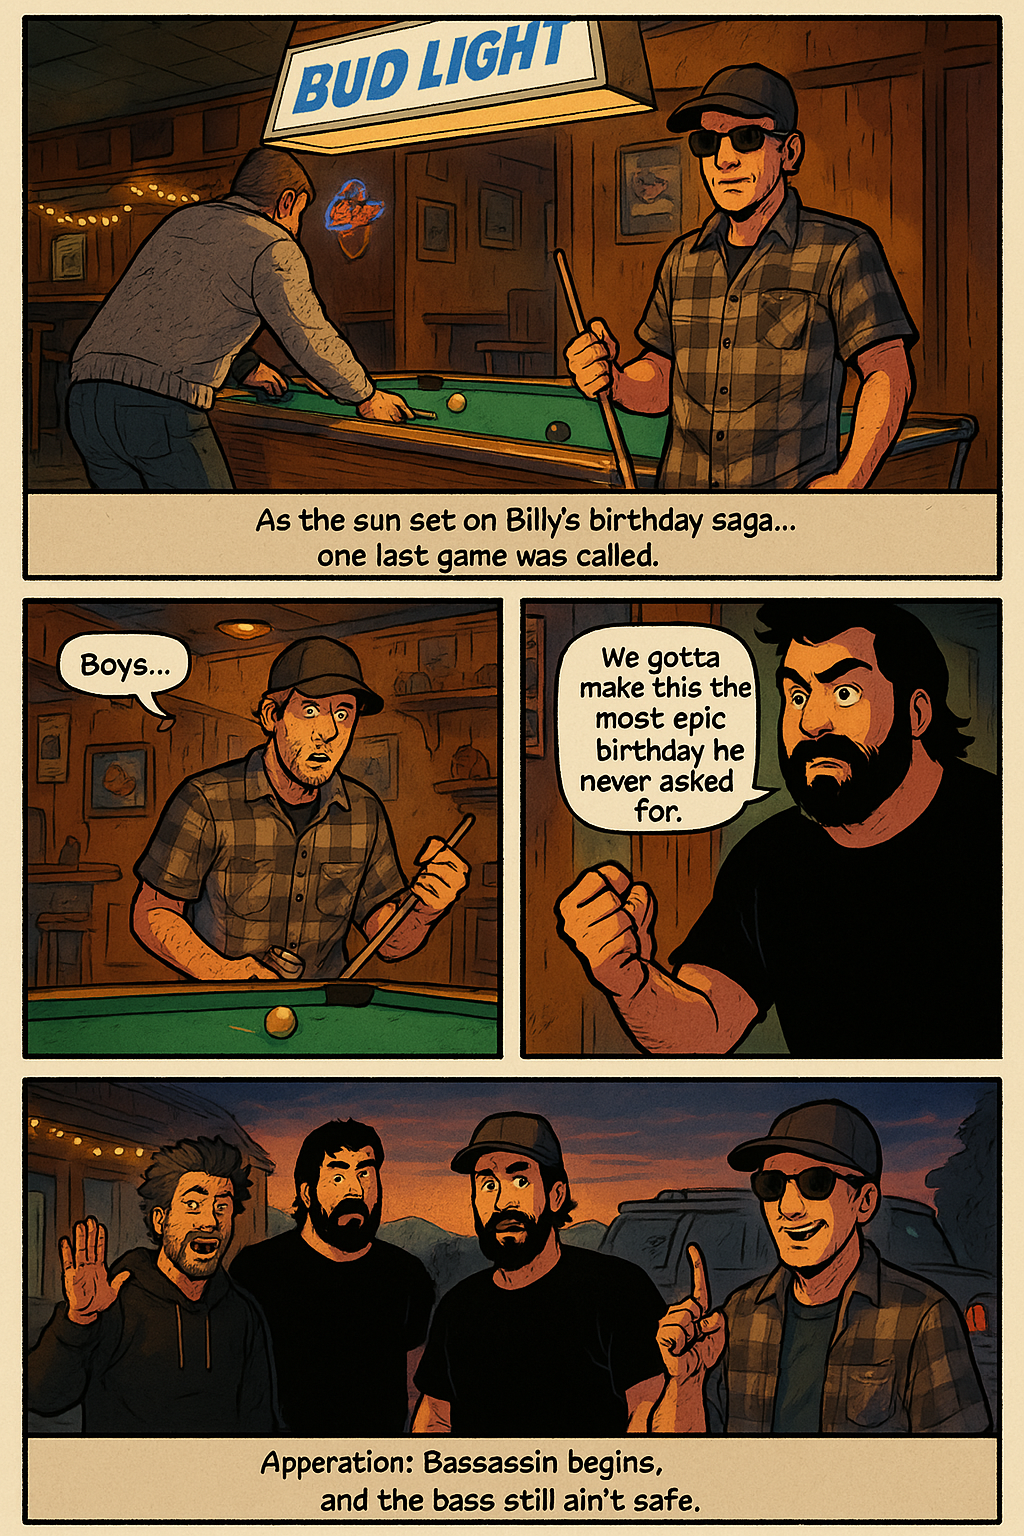 BUD LIGHT
As the sun set on Billy's birthday saga...
one last game was called.
Boys...
We gotta
make this the
most epic
birthday he
never asked
for.
Apperation: Bassassin begins,
and the bass still ain't safe.